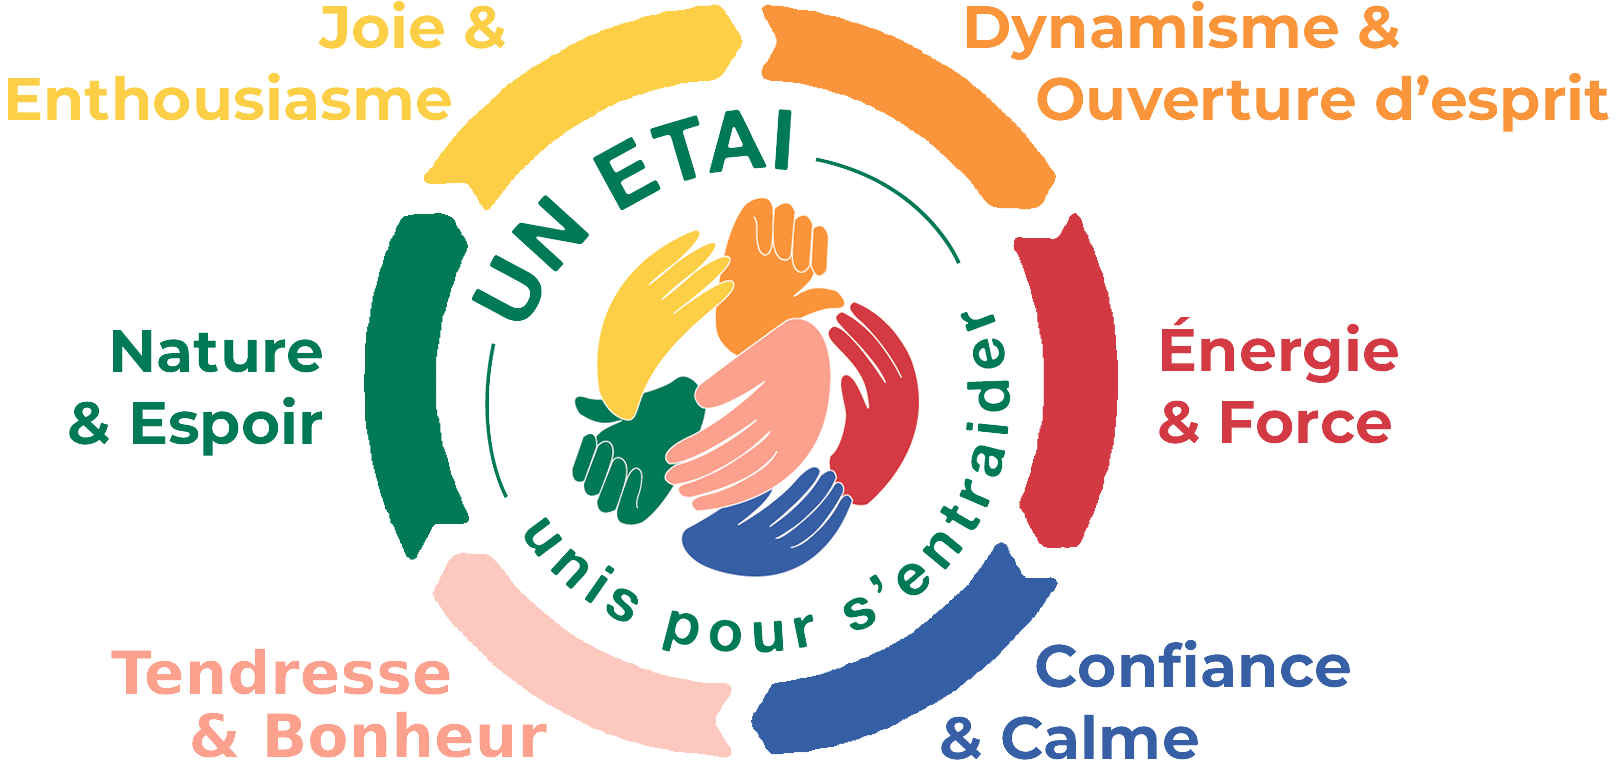 Joie &
Enthousiasme
Dynamisme &
Ouverture d’esprit
UN ETAI
unis pour s’entraider
Nature
& Espoir
Énergie
& Force
Tendresse
& Bonheur
Confiance
& Calme